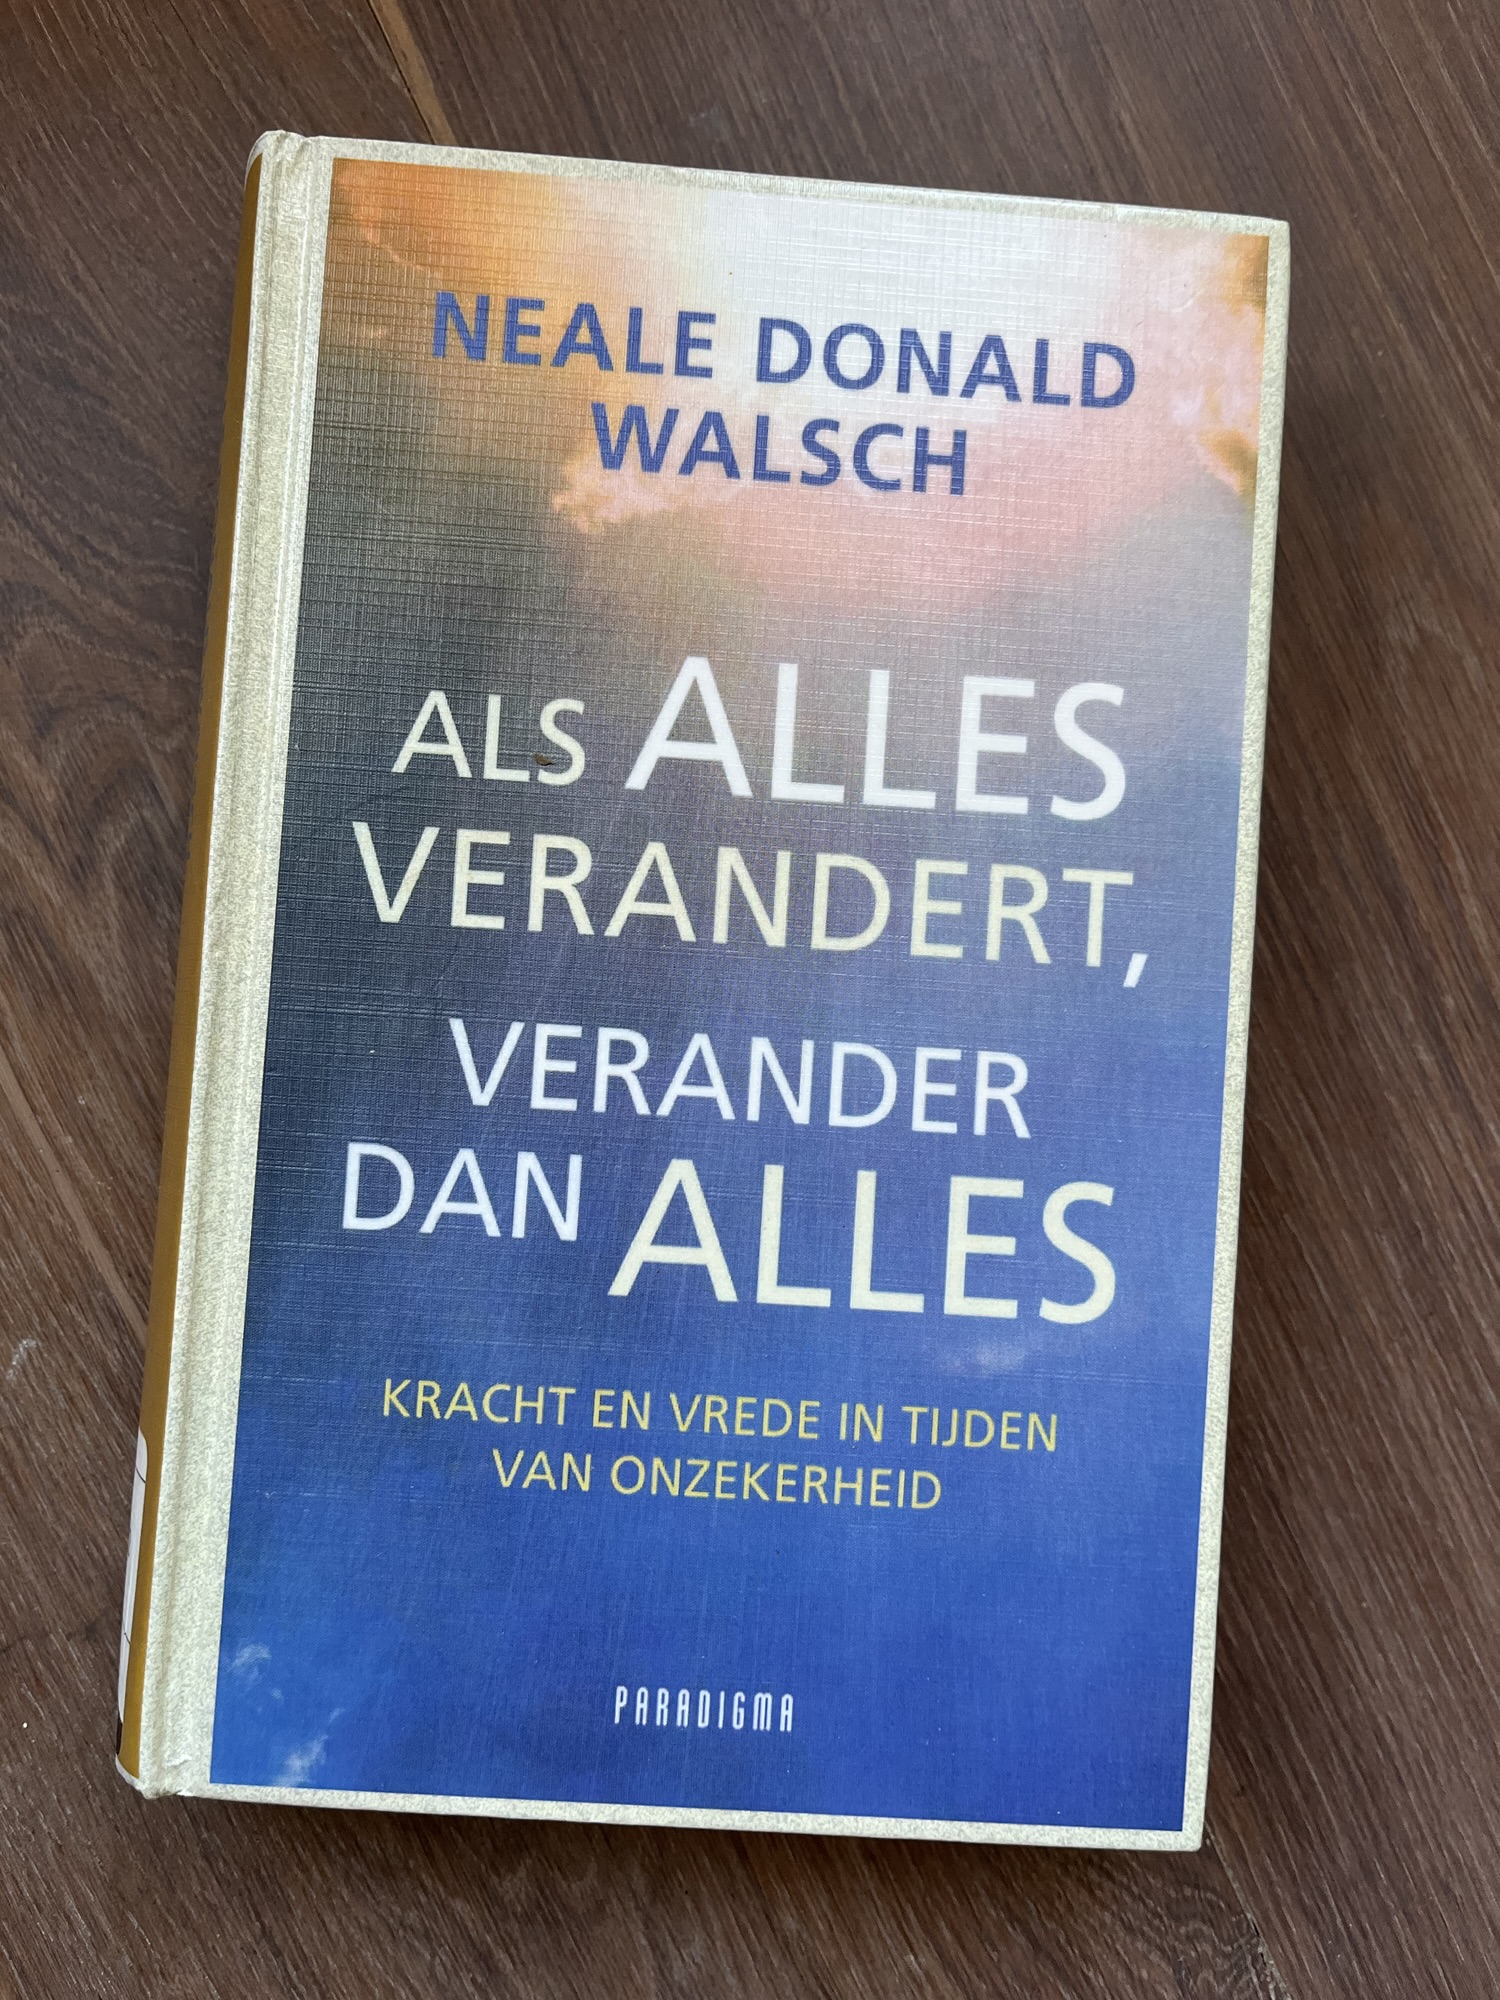 NEALE DONALD
WALSCH
ALS ALLES
VERANDERT,
VERANDER
DAN ALLES
KRACHT EN VREDE IN TIJDEN
VAN ONZEKERHEID
PARADIGMA